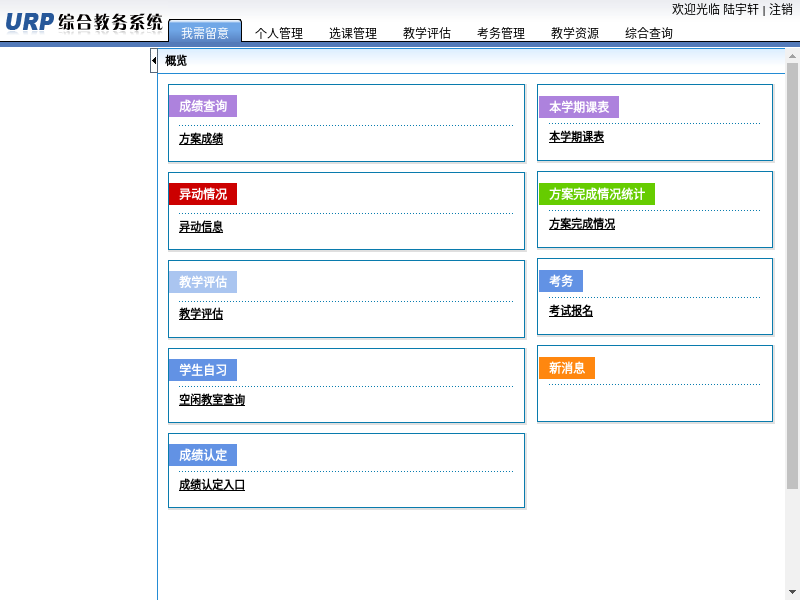 欢迎光临 陆宇轩 | 注销
URP 综合教务系统
我需留意 个人管理 选课管理 教学评估 考务管理 教学资源 综合查询
概览
成绩查询
方案成绩
本学期课表
本学期课表
异动情况
异动信息
方案完成情况统计
方案完成情况
教学评估
教学评估
考务
考试报名
学生自习
空闲教室查询
新消息
成绩认定
成绩认定入口